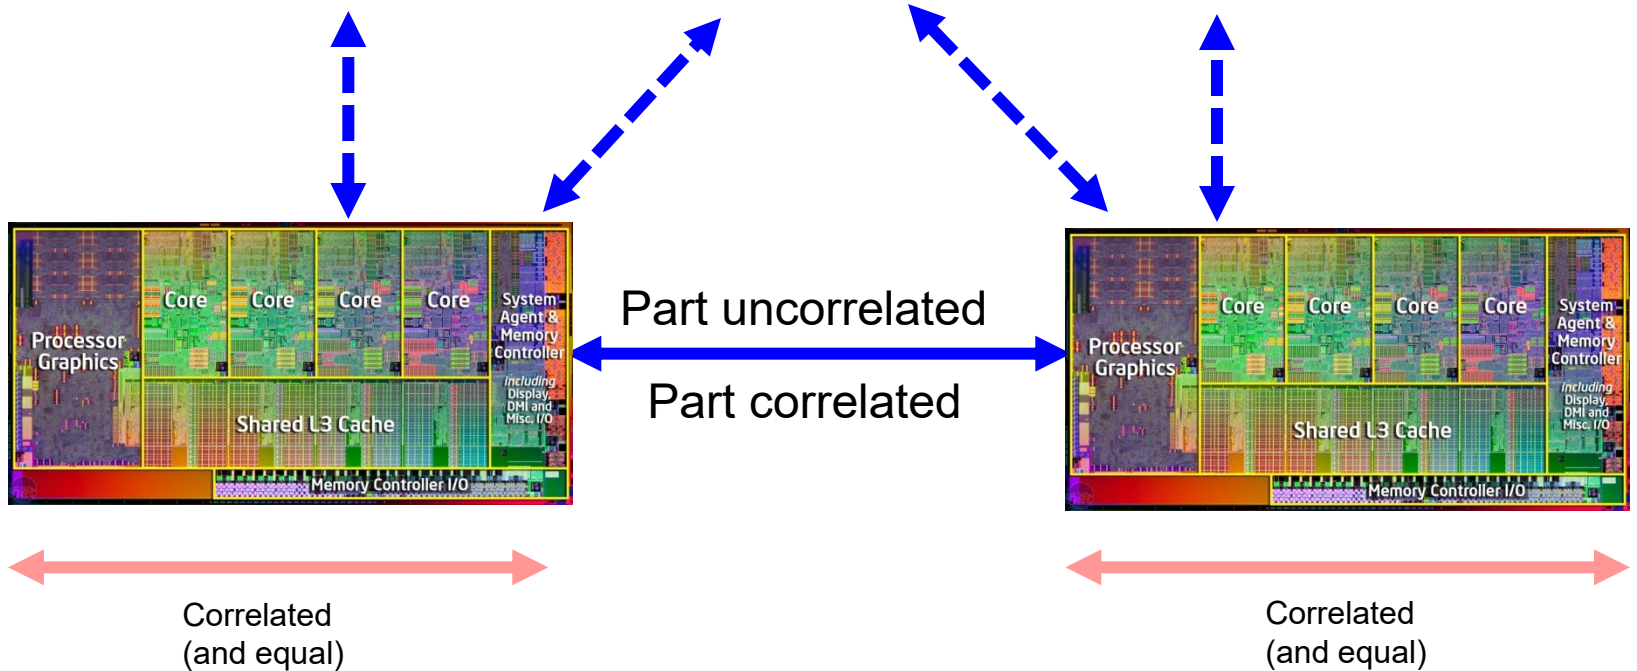 Core
Core
Core
Core
Processor
Graphics
System
Agent &
Memory
Controller
including
Display,
DMI and
Misc. I/O
Shared L3 Cache
Memory Controller I/O
Part uncorrelated
Part correlated
Core
Core
Core
Core
Processor
Graphics
System
Agent &
Memory
Controller
including
Display,
DMI and
Misc. I/O
Shared L3 Cache
Memory Controller I/O
Correlated
(and equal)
Correlated
(and equal)